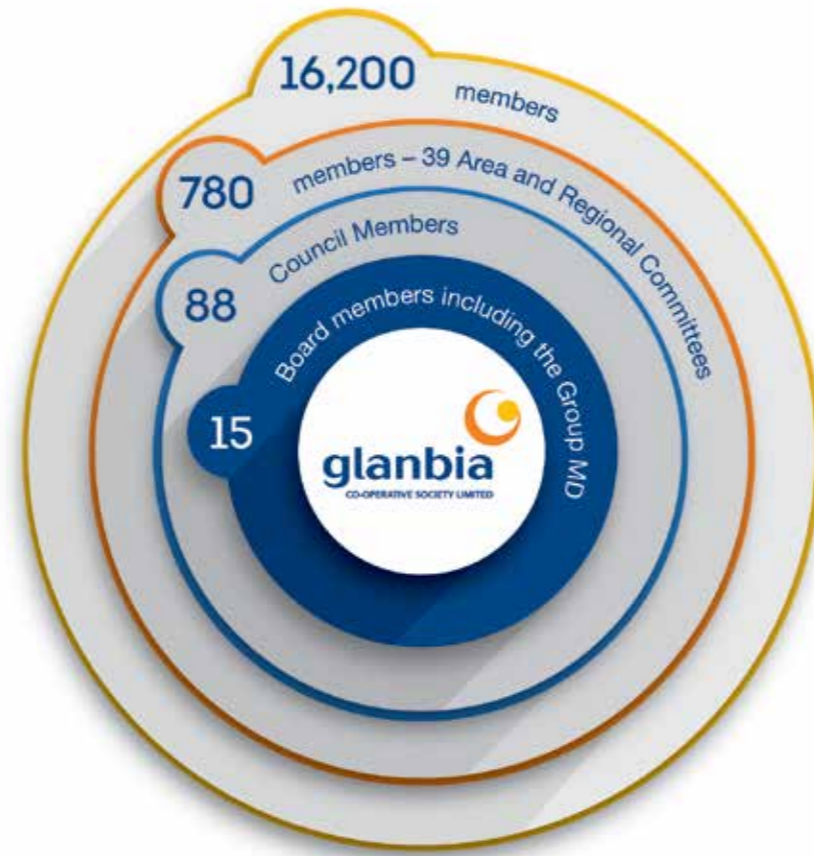 16,200 members
780 members – 39 Area and Regional Committees
88 Council Members
15 Board members including the Group MD
glanbia
CO-OPERATIVE SOCIETY LIMITED